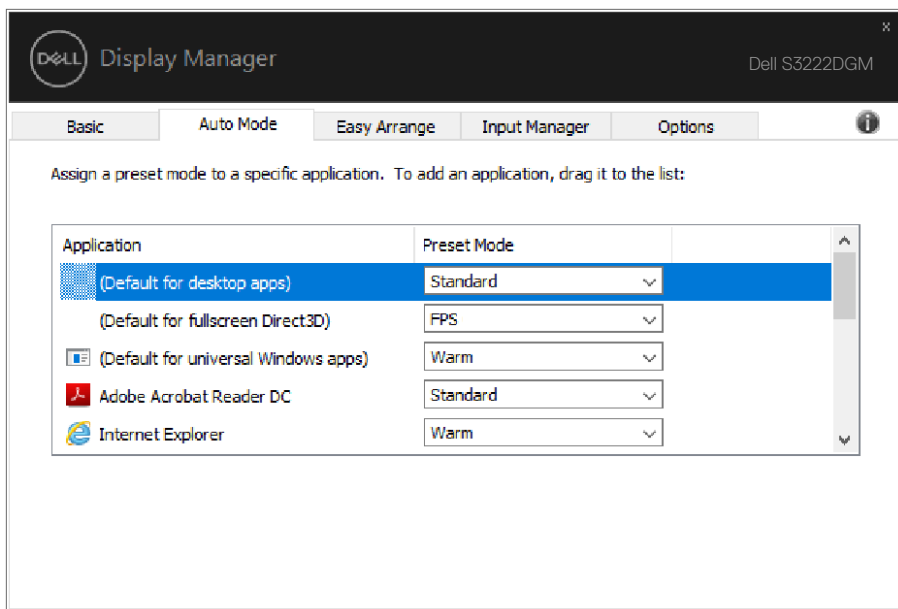 x
DELL Display Manager
Dell S3222DGM
Basic Auto Mode Easy Arrange Input Manager Options
Assign a preset mode to a specific application. To add an application, drag it to the list:
Application Preset Mode
(Default for desktop apps) Standard
(Default for fullscreen Direct3D) FPS
(Default for universal Windows apps) Warm
Adobe Acrobat Reader DC Standard
Internet Explorer Warm